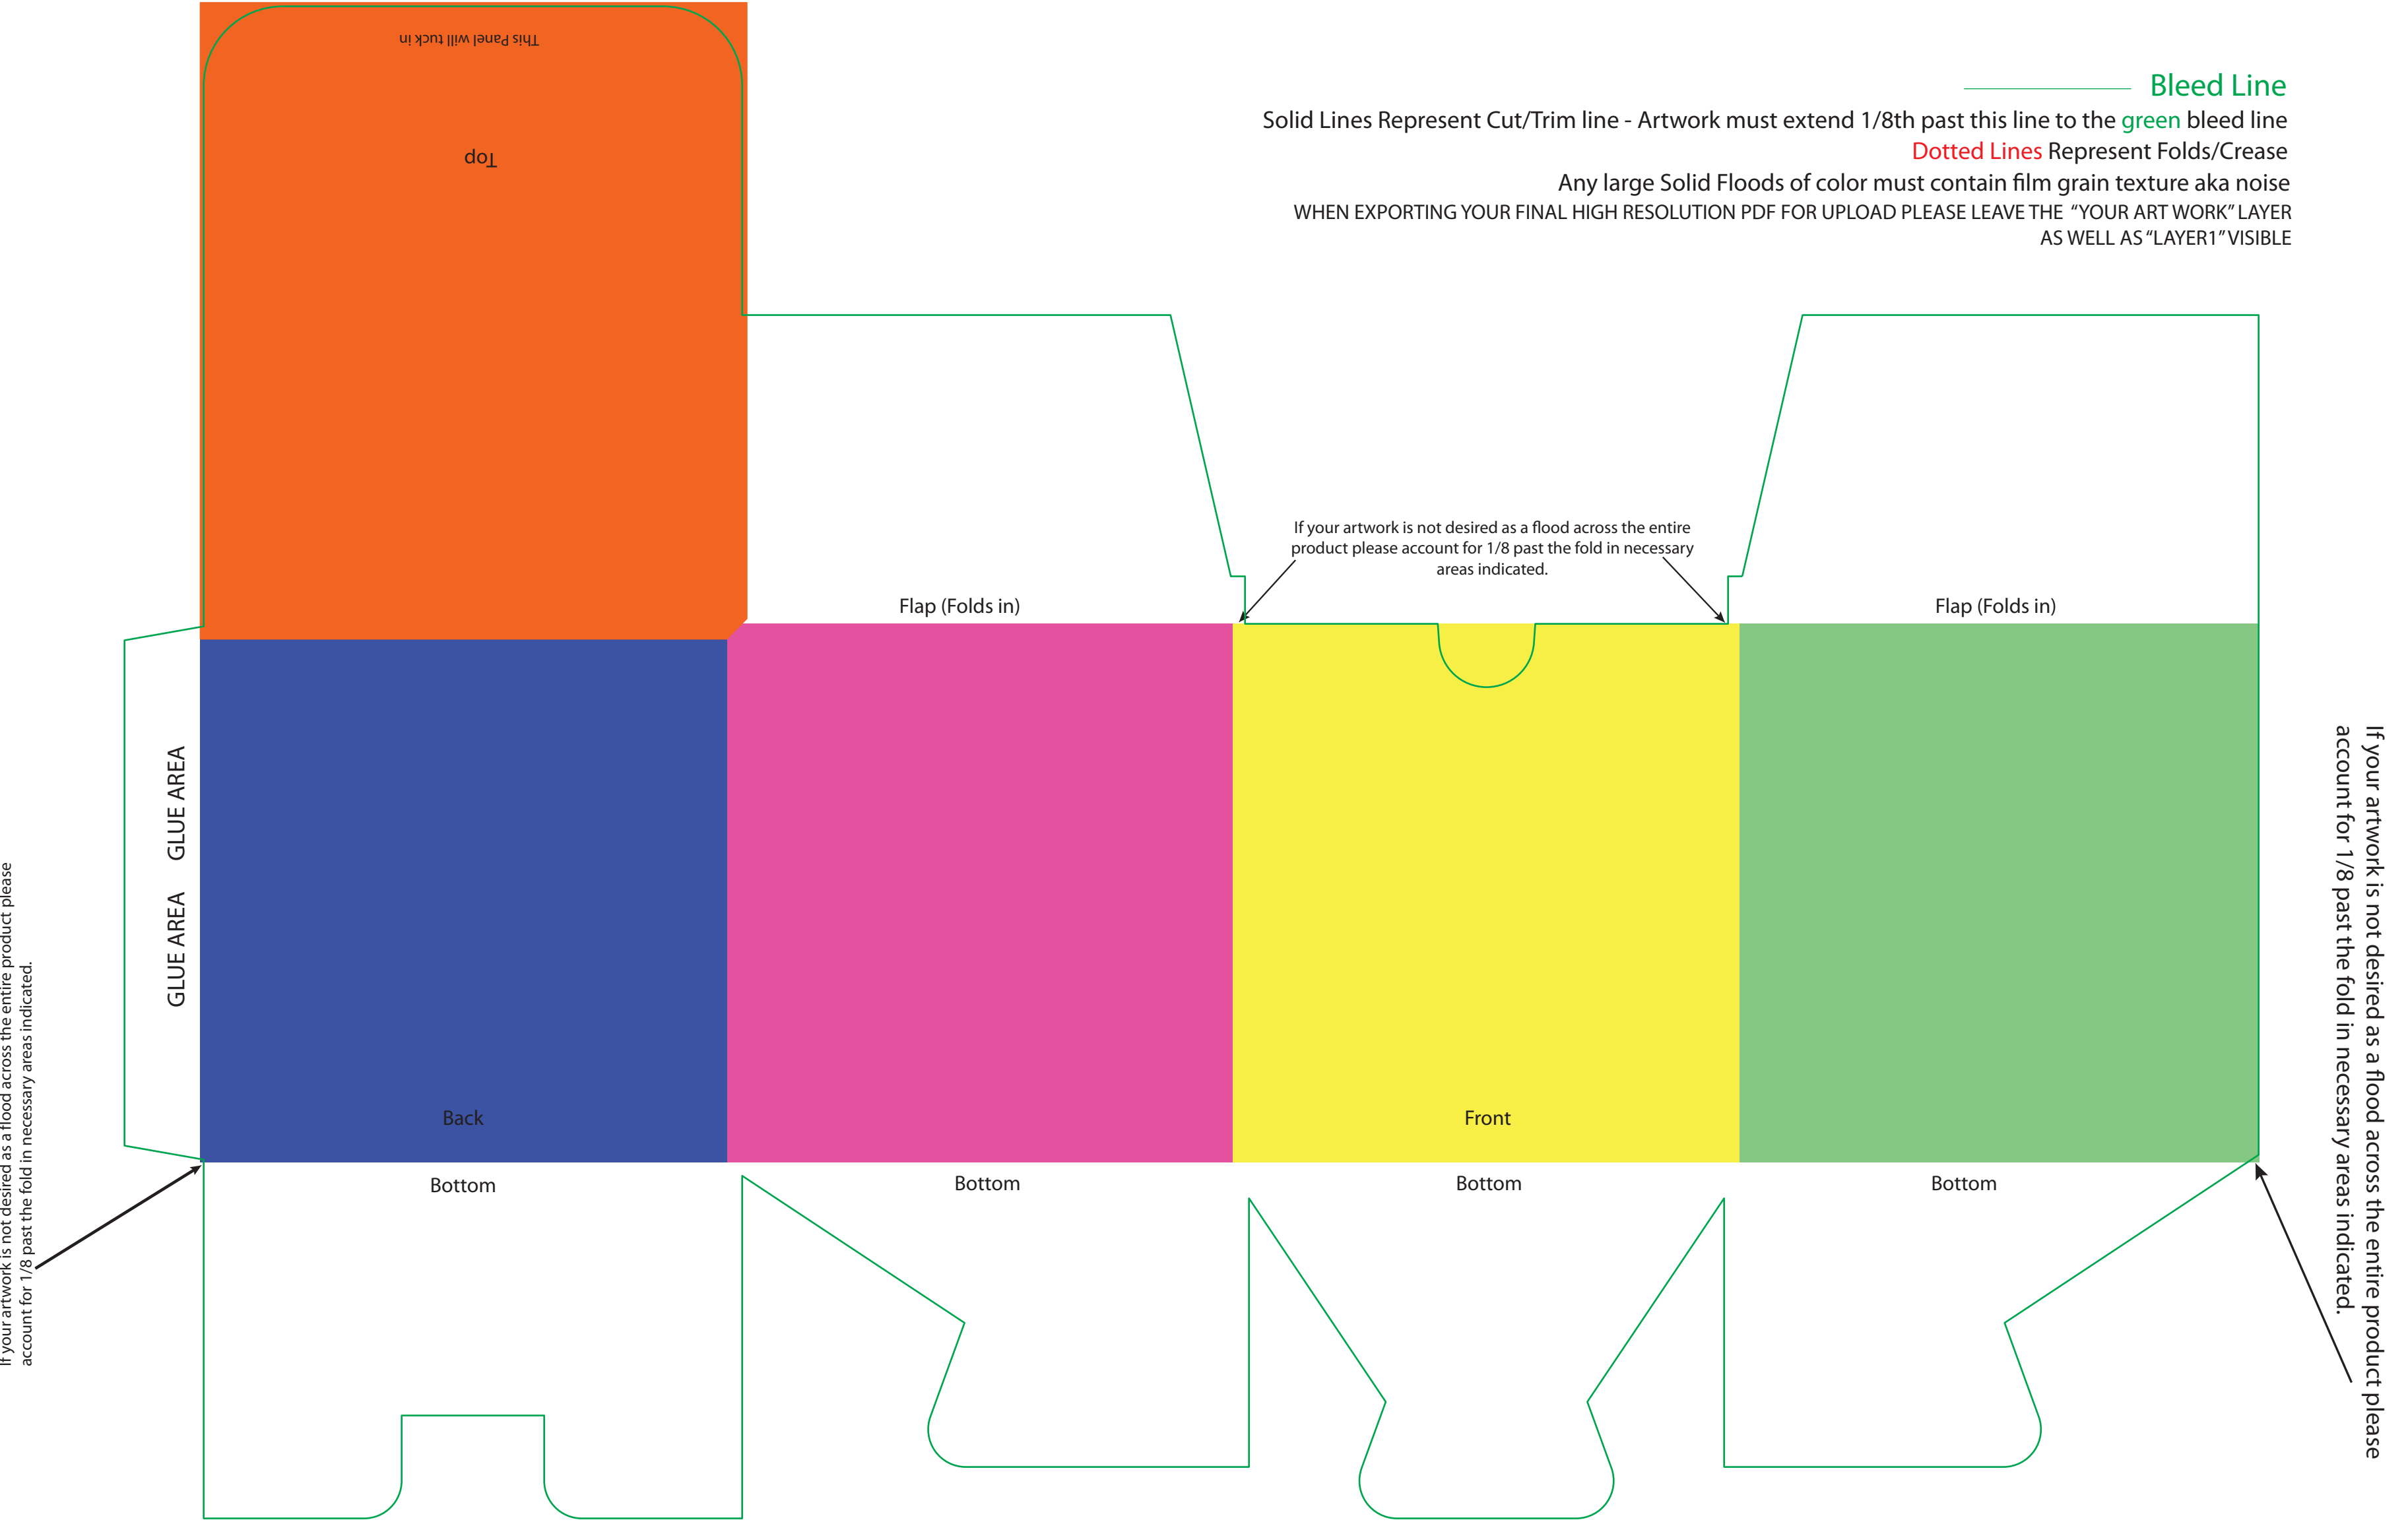 This Panel will tuck in
Top
Bleed Line
Solid Lines Represent Cut/Trim line - Artwork must extend 1/8th past this line to the green bleed line
Dotted Lines Represent Folds/Crease
Any large Solid Floods of color must contain film grain texture aka noise
WHEN EXPORTING YOUR FINAL HIGH RESOLUTION PDF FOR UPLOAD PLEASE LEAVE THE “YOUR ART WORK” LAYER
AS WELL AS “LAYER1” VISIBLE
If your artwork is not desired as a flood across the entire
product please account for 1/8 past the fold in necessary
areas indicated.
Flap (Folds in)
Flap (Folds in)
GLUE AREA GLUE AREA
If your artwork is not desired as a flood across the entire product please
account for 1/8 past the fold in necessary areas indicated.
Back
Front
If your artwork is not desired as a flood across the entire product please
account for 1/8 past the fold in necessary areas indicated.
Bottom
Bottom
Bottom
Bottom